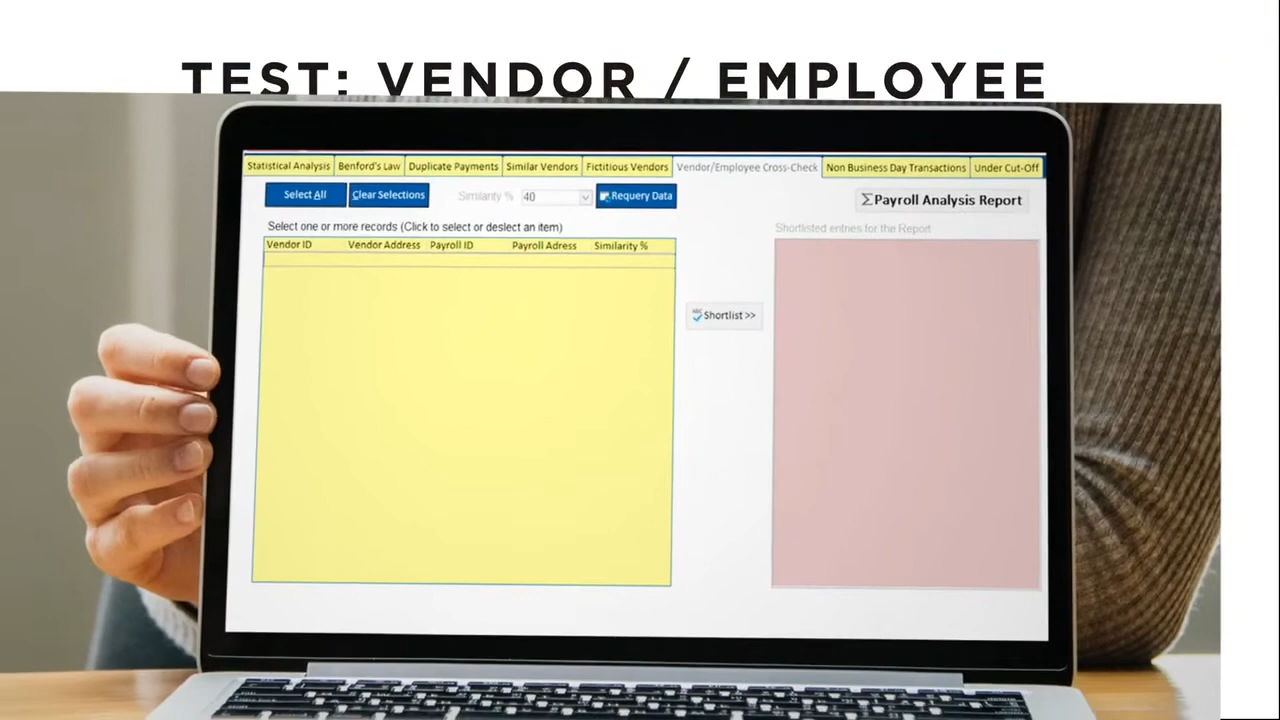 TEST: VENDOR / EMPLOYEE
Statistical Analysis Benford's Law Duplicate Payments Similar Vendors Fictitious Vendors Vendor/Employee Cross-Check Non Business Day Transactions Under Cut-Off
Select All Clear Selections Similarity % 40 Requery Data ΣPayroll Analysis Report
Select one or more records (Click to select or deslect an item) Shortlisted entries for the Report
Vendor ID Vendor Address Payroll ID Payroll Adress Similarity %
ABC Shortlist >>